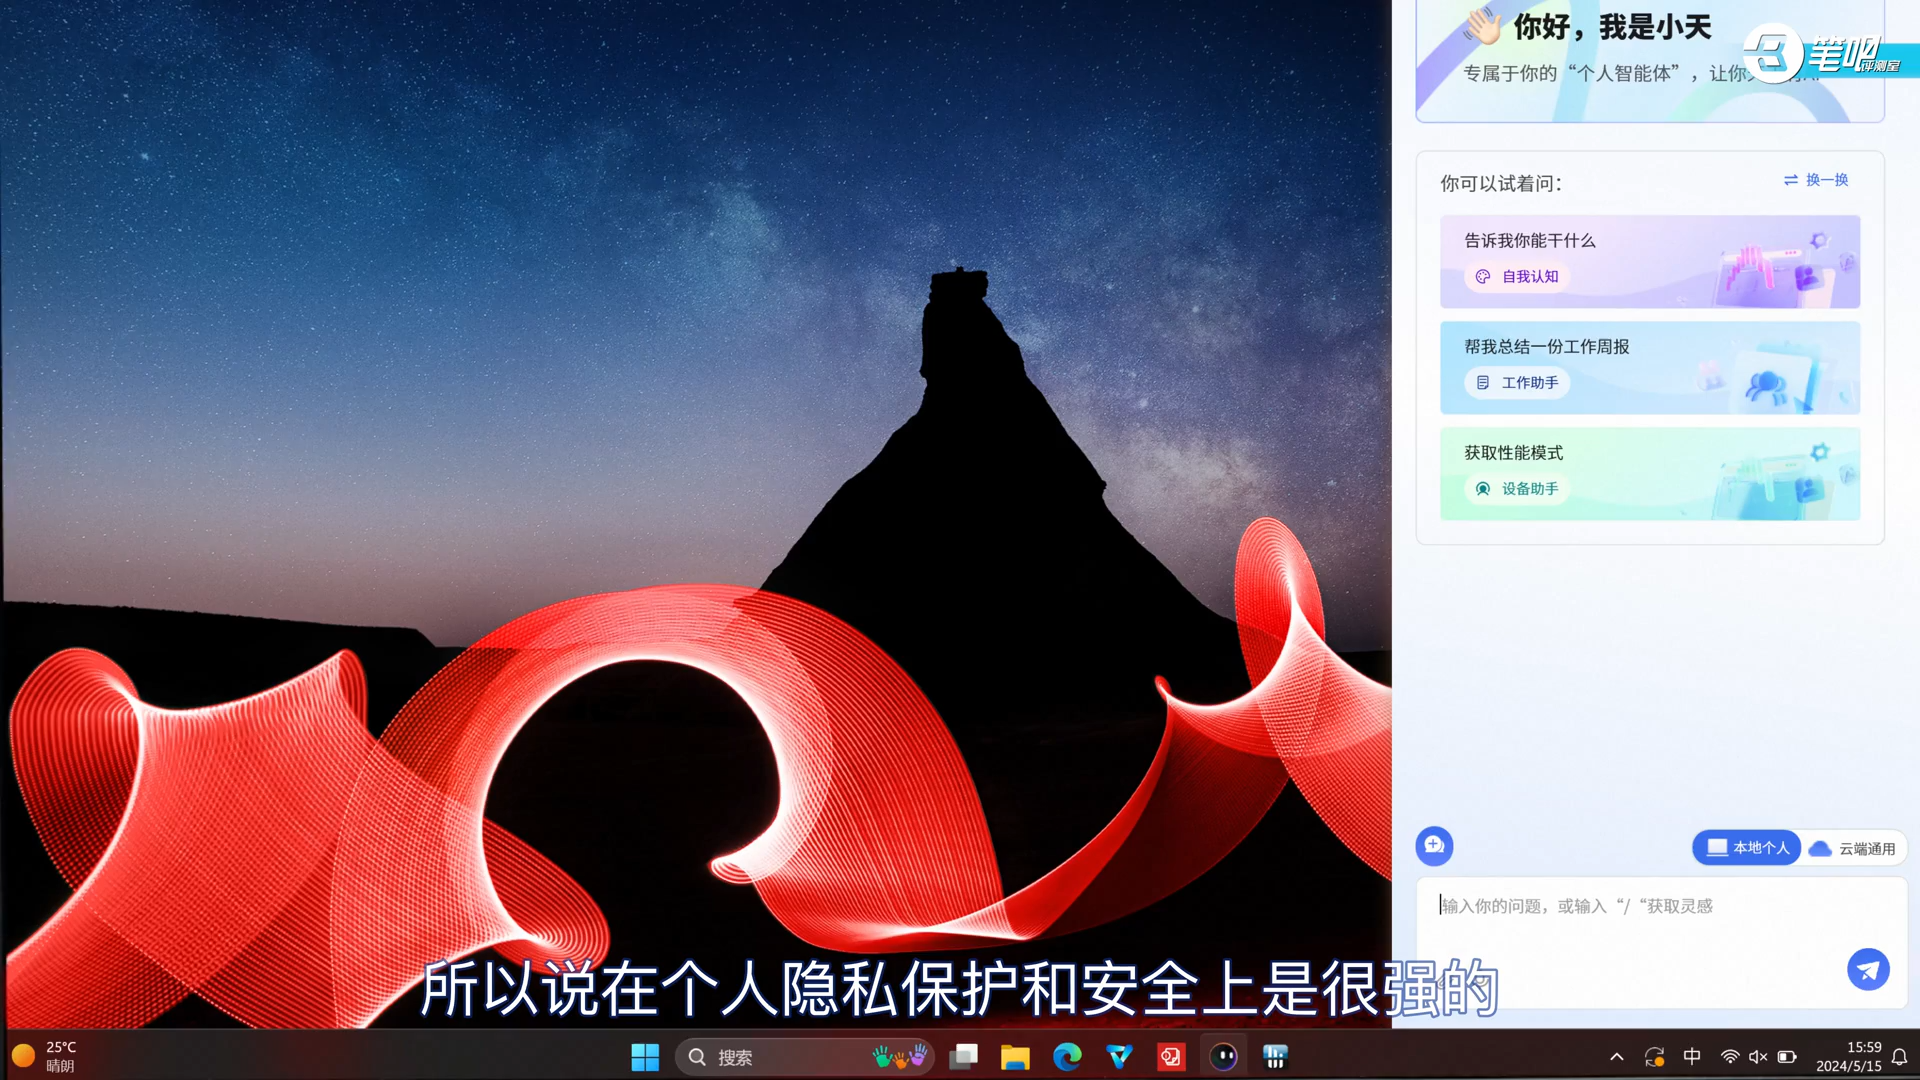 你好，我是小天
专属于你的“个人智能体”，让你
笔吧
评测室
你可以试着问：
换一换
告诉我你能干什么
自我认知
帮我总结一份工作周报
工作助手
获取性能模式
设备助手
本地个人
云端通用
输入你的问题，或输入“/“获取灵感
所以说在个人隐私保护和安全上是很强的
25°C
晴朗
搜索
中
15:59
2024/5/15